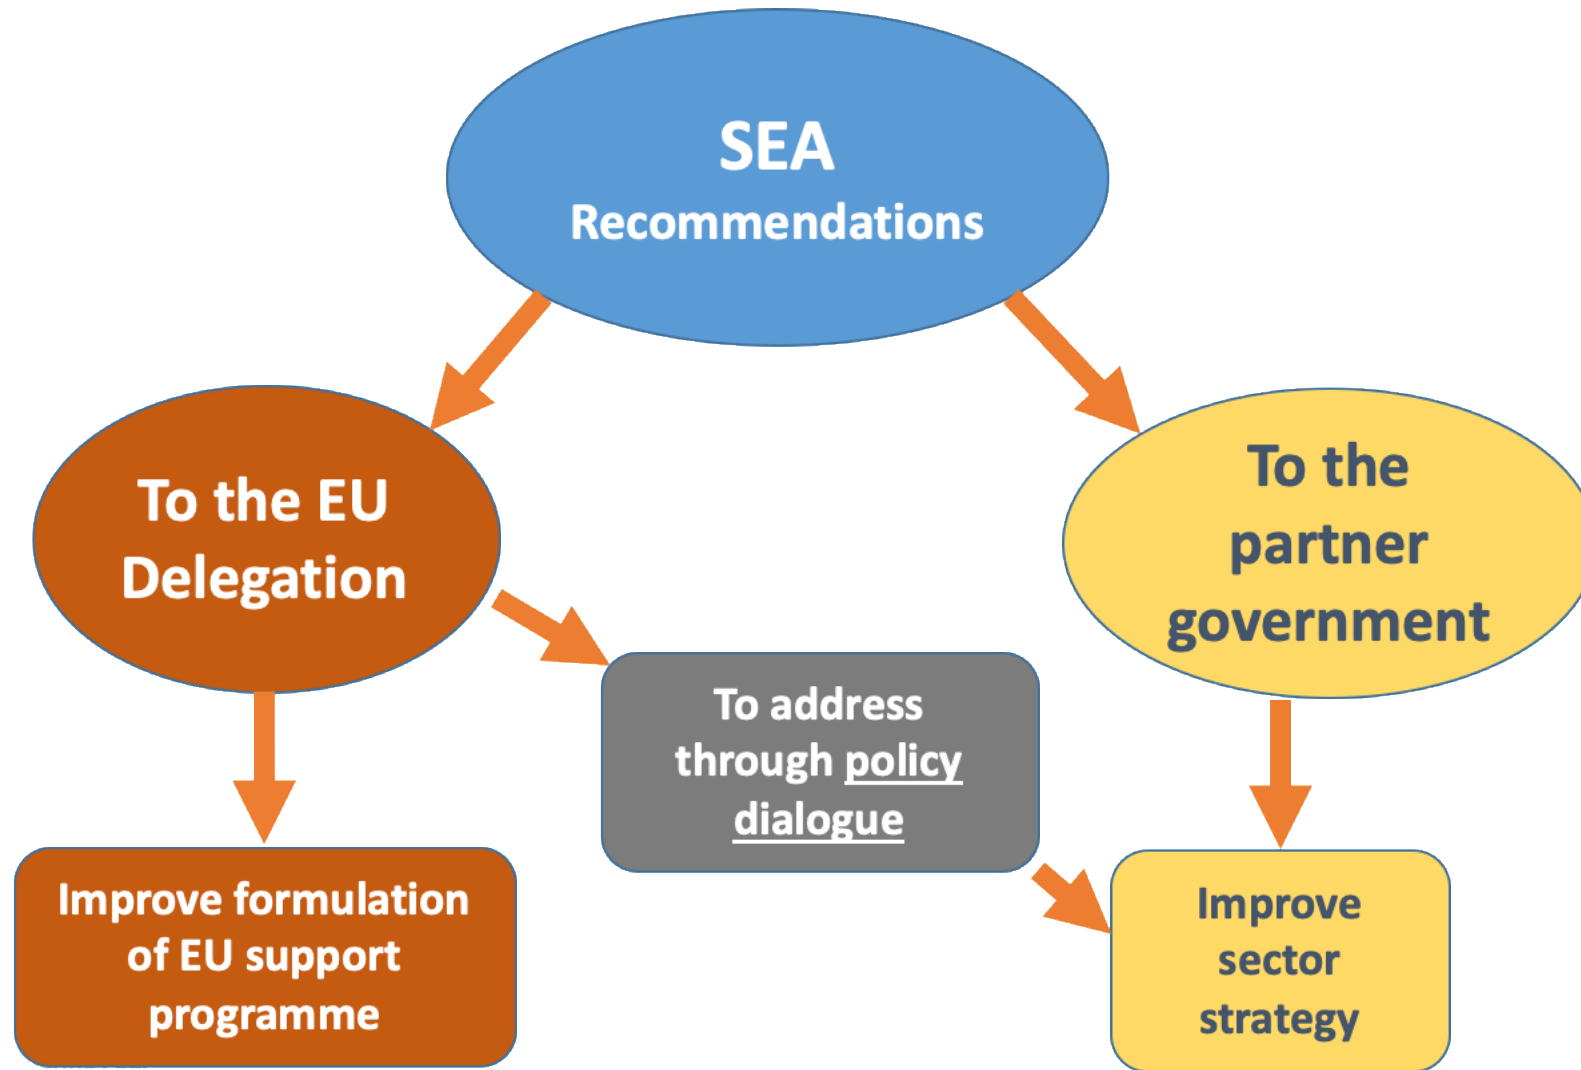 SEA
Recommendations
To the EU
Delegation
To the
partner
government
To address
through policy
dialogue
Improve formulation
of EU support
programme
Improve
sector
strategy